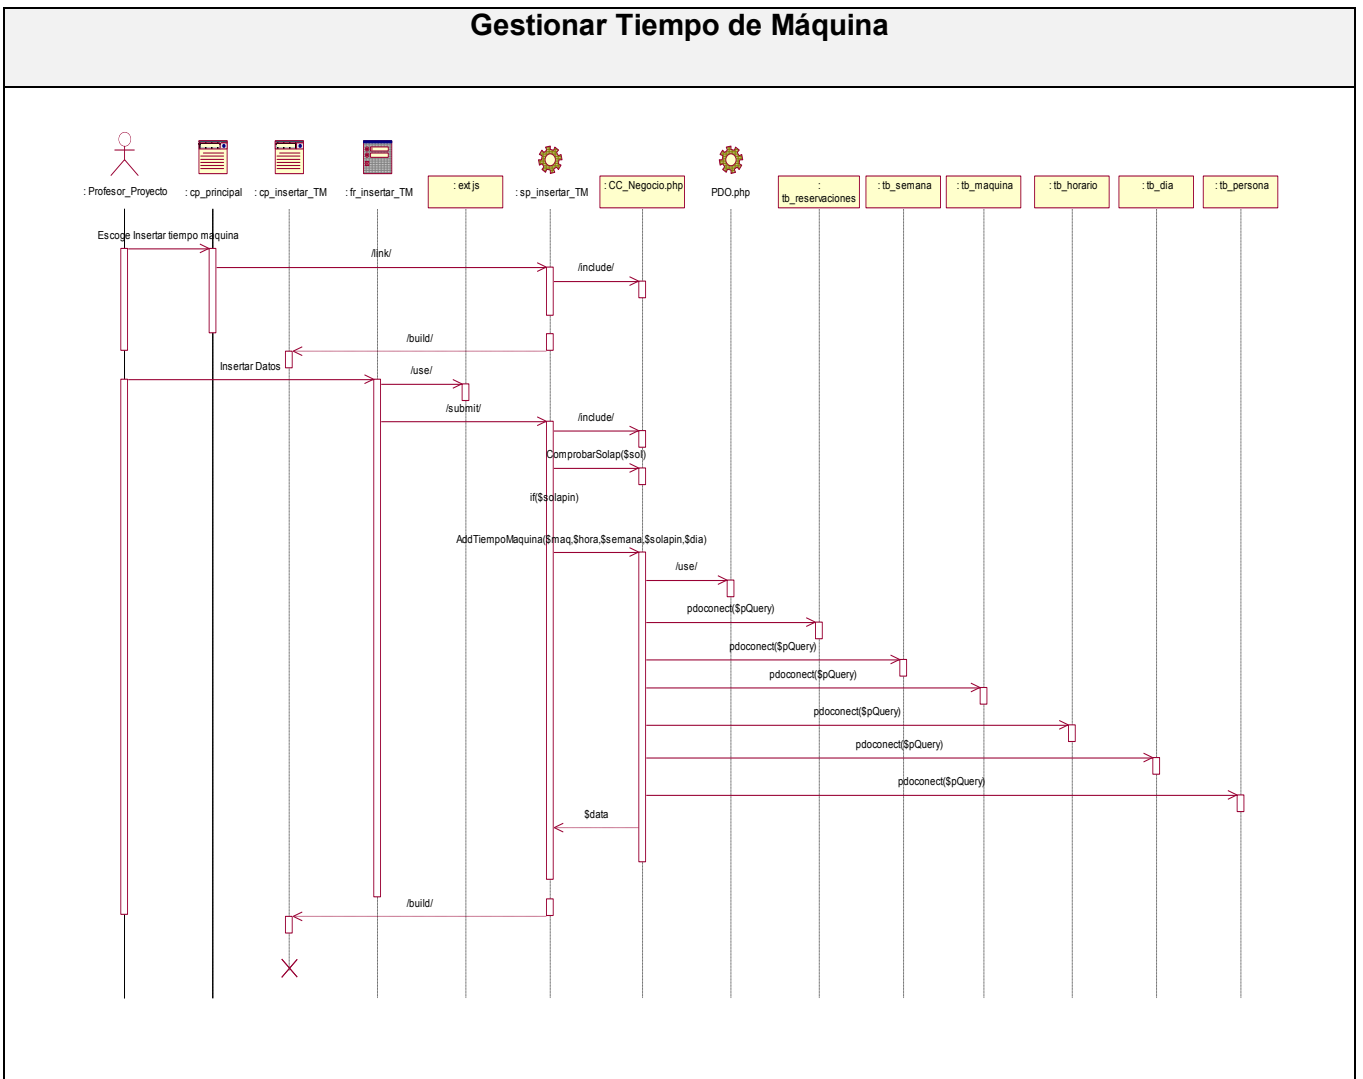 Gestionar Tiempo de Máquina
: Profesor_Proyecto
: cp_principal
: cp_insertar_TM
: fr_insertar_TM
: extjs
: sp_insertar_TM
: CC_Negocio.php
PDO.php
:
tb_reservaciones
: tb_semana
: tb_maquina
: tb_horario
: tb_dia
: tb_persona
Escoge Insertar tiempo maquina
/link/
/include/
/build/
Insertar Datos
/use/
/submit/
/include/
ComprobarSolap($sol)
if($solapin)
AddTiempoMaquina($maq,$hora,$semana,$solapin,$dia)
/use/
pdoconect($pQuery)
pdoconect($pQuery)
pdoconect($pQuery)
pdoconect($pQuery)
pdoconect($pQuery)
pdoconect($pQuery)
$data
/build/